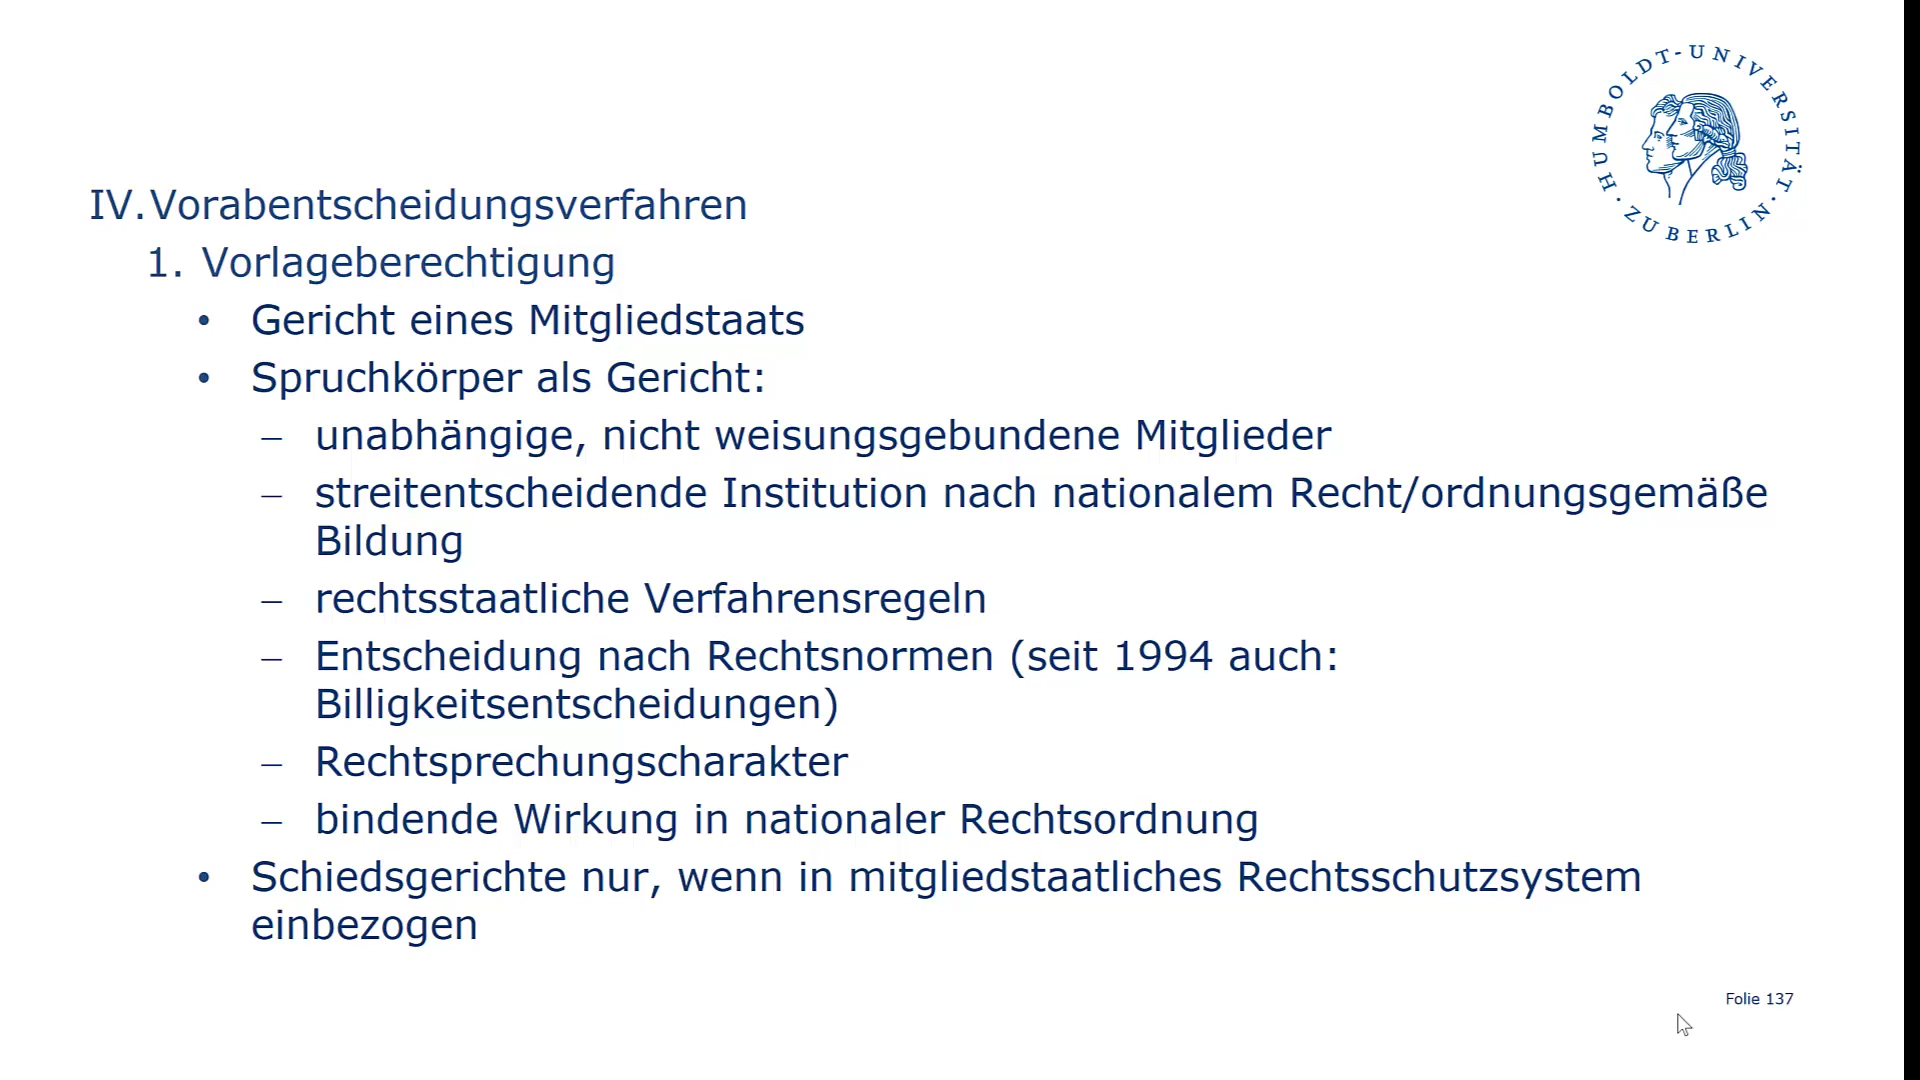 HUMBOLDT-UNIVERSITÄT · ZU BERLIN ·
IV. Vorabentscheidungsverfahren
1. Vorlageberechtigung
• Gericht eines Mitgliedstaats
• Spruchkörper als Gericht:
– unabhängige, nicht weisungsgebundene Mitglieder
– streitentscheidende Institution nach nationalem Recht/ordnungsgemäße
Bildung
– rechtsstaatliche Verfahrensregeln
– Entscheidung nach Rechtsnormen (seit 1994 auch:
Billigkeitsentscheidungen)
– Rechtsprechungscharakter
– bindende Wirkung in nationaler Rechtsordnung
• Schiedsgerichte nur, wenn in mitgliedstaatliches Rechtsschutzsystem
einbezogen
Folie 137